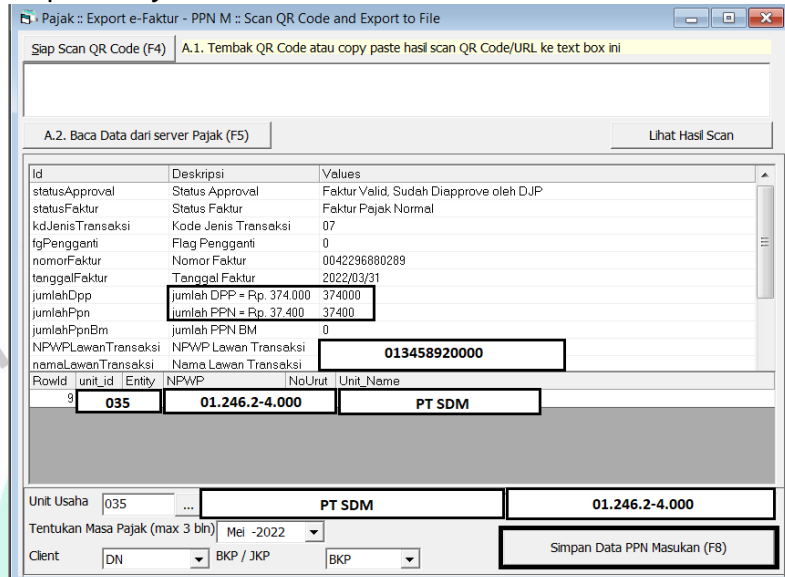 Pajak :: Export e-Faktur - PPN M :: Scan QR Code and Export to File
Siap Scan QR Code (F4) A.1. Tembak QR Code atau copy paste hasil scan QR Code/URL ke text box ini
A.2. Baca Data dari server Pajak (F5) Lihat Hasil Scan
Id Deskripsi Values
statusApproval Status Approval Faktur Valid, Sudah Diapprove oleh DJP
statusFaktur Status Faktur Faktur Pajak Normal
kdJenisTransaksi Kode Jenis Transaksi 07
fgPengganti Flag Pengganti 0
nomorFaktur Nomor Faktur 0042296880289
tanggalFaktur Tanggal Faktur 2022/03/31
jumlahDpp jumlah DPP = Rp. 374.000 374000
jumlahPpn jumlah PPN = Rp. 37.400 37400
jumlahPpnBm jumlah PPN BM 0
NPWPLawanTransaksi NPWP Lawan Transaksi 013458920000
namaLawanTransaksi Nama Lawan Transaksi
RowId unit_id Entity NPWP NoUrut Unit_Name
9 035 01.246.2-4.000 PT SDM
Unit Usaha 035 ... PT SDM 01.246.2-4.000
Tentukan Masa Pajak (max 3 bln) Mei -2022
Simpan Data PPN Masukan (F8)
Client DN BKP / JKP BKP